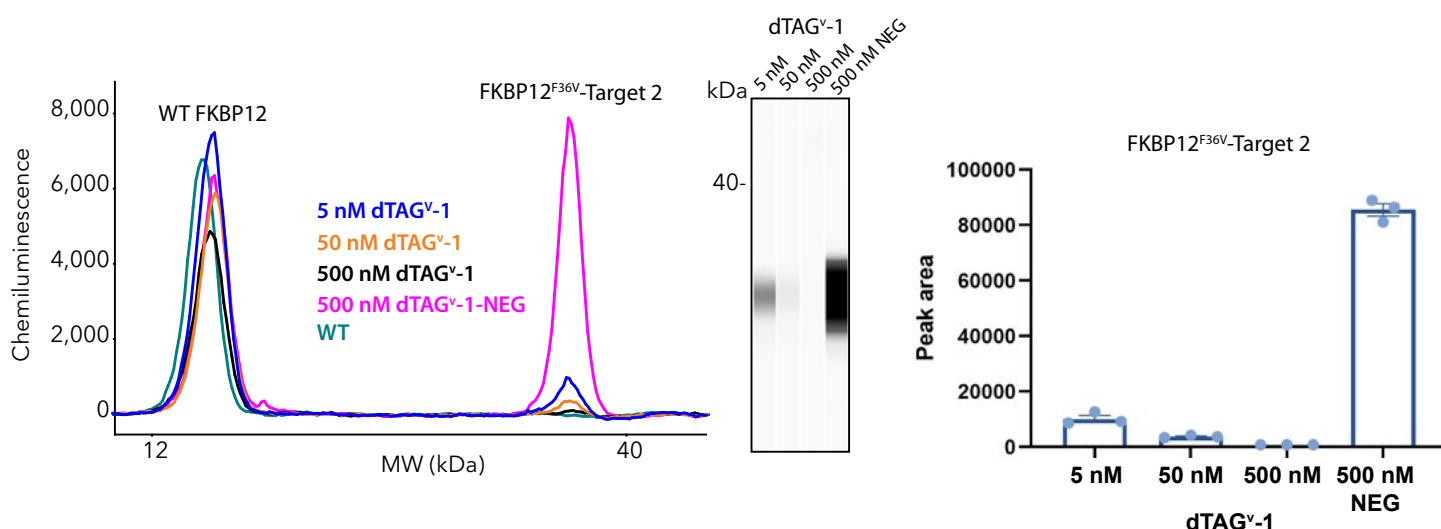 Chemiluminescence
8,000
6,000
4,000
2,000
0
WT FKBP12
FKBP12F36V-Target 2
5 nM dTAGV-1
50 nM dTAGv-1
500 nM dTAGv-1
500 nM dTAGv-1-NEG
WT
12
40
MW (kDa)
dTAGv-1
5 nM
50 nM
500 nM
500 nM NEG
kDa
40-
FKBP12F36V-Target 2
Peak area
100000
80000
60000
40000
20000
0
5 nM
50 nM
500 nM
500 nM
NEG
dTAGv-1